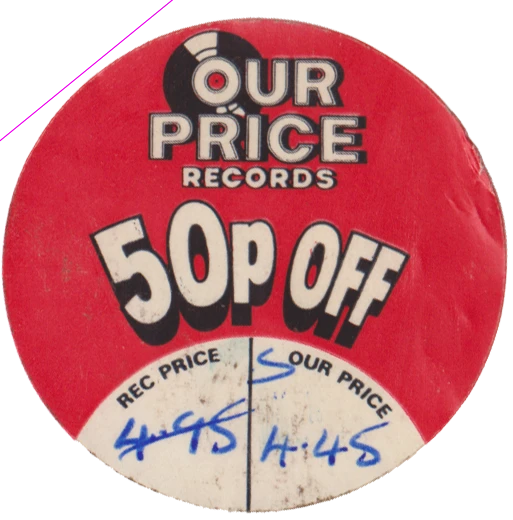 OUR
PRICE
RECORDS
50p OFF
REC PRICE
OUR PRICE
4.95
S
4.45